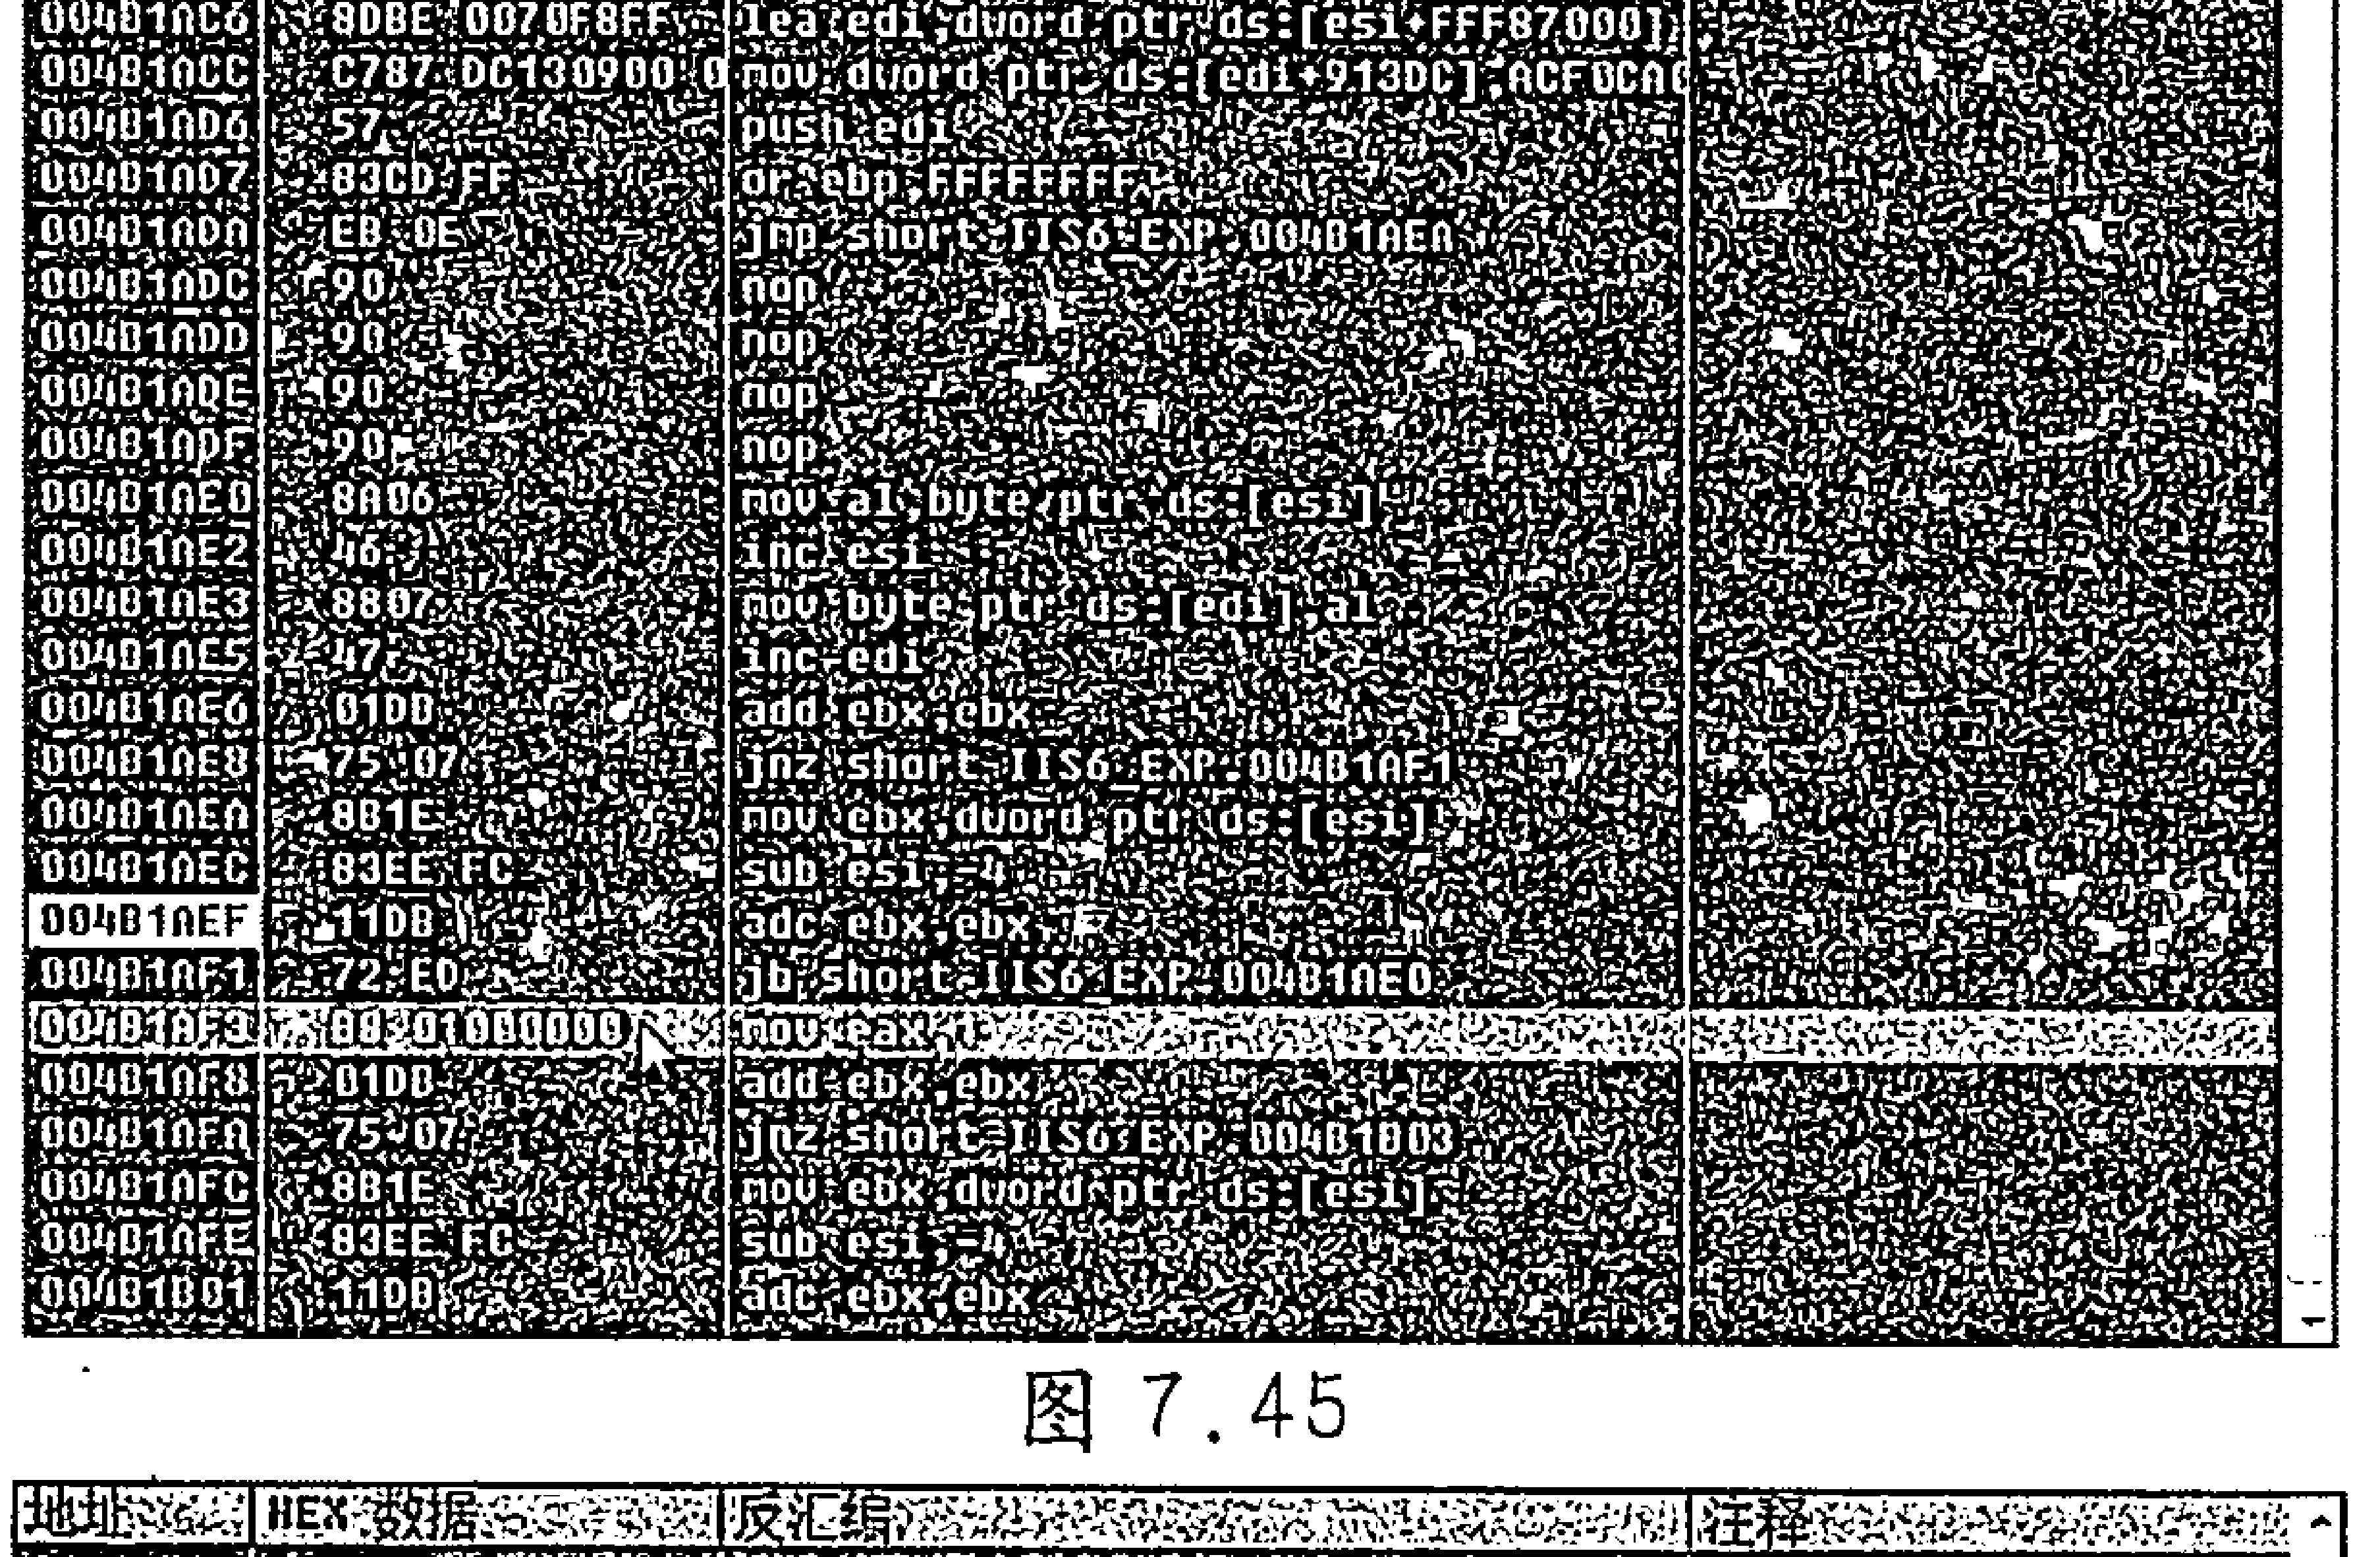 004B1AC6 8DBE 0070F8FF lea edi,dword ptr ds:[esi+FFF87000]
004B1ACC C787 DC130900 0 mov dword ptr ds:[edi+913DC],ACF0CA
004B1AD6 57 push edi
004B1AD7 83CD FF or ebp,FFFFFFFF
004B1ADA EB 0E jmp short IIS6_EXP.004B1AEA
004B1ADC 90 nop
004B1ADD 90 nop
004B1ADE 90 nop
004B1ADF 90 nop
004B1AE0 8A06 mov al,byte ptr ds:[esi]
004B1AE2 46 inc esi
004B1AE3 8807 mov byte ptr ds:[edi],al
004B1AE5 47 inc edi
004B1AE6 01DB add ebx,ebx
004B1AE8 75 07 jnz short IIS6_EXP.004B1AF1
004B1AEA 8B1E mov ebx,dword ptr ds:[esi]
004B1AEC 83EE FC sub esi,-4
004B1AEF 11DB adc ebx,ebx
004B1AF1 72 ED jb short IIS6_EXP.004B1AE0
004B1AF3 B8 01000000 mov eax,1
004B1AF8 01DB add ebx,ebx
004B1AFA 75 07 jnz short IIS6_EXP.004B1B03
004B1AFC 8B1E mov ebx,dword ptr ds:[esi]
004B1AFE 83EE FC sub esi,-4
004B1B01 11DB adc ebx,ebx
图 7.45
地址 HEX 数据 反汇编 注释